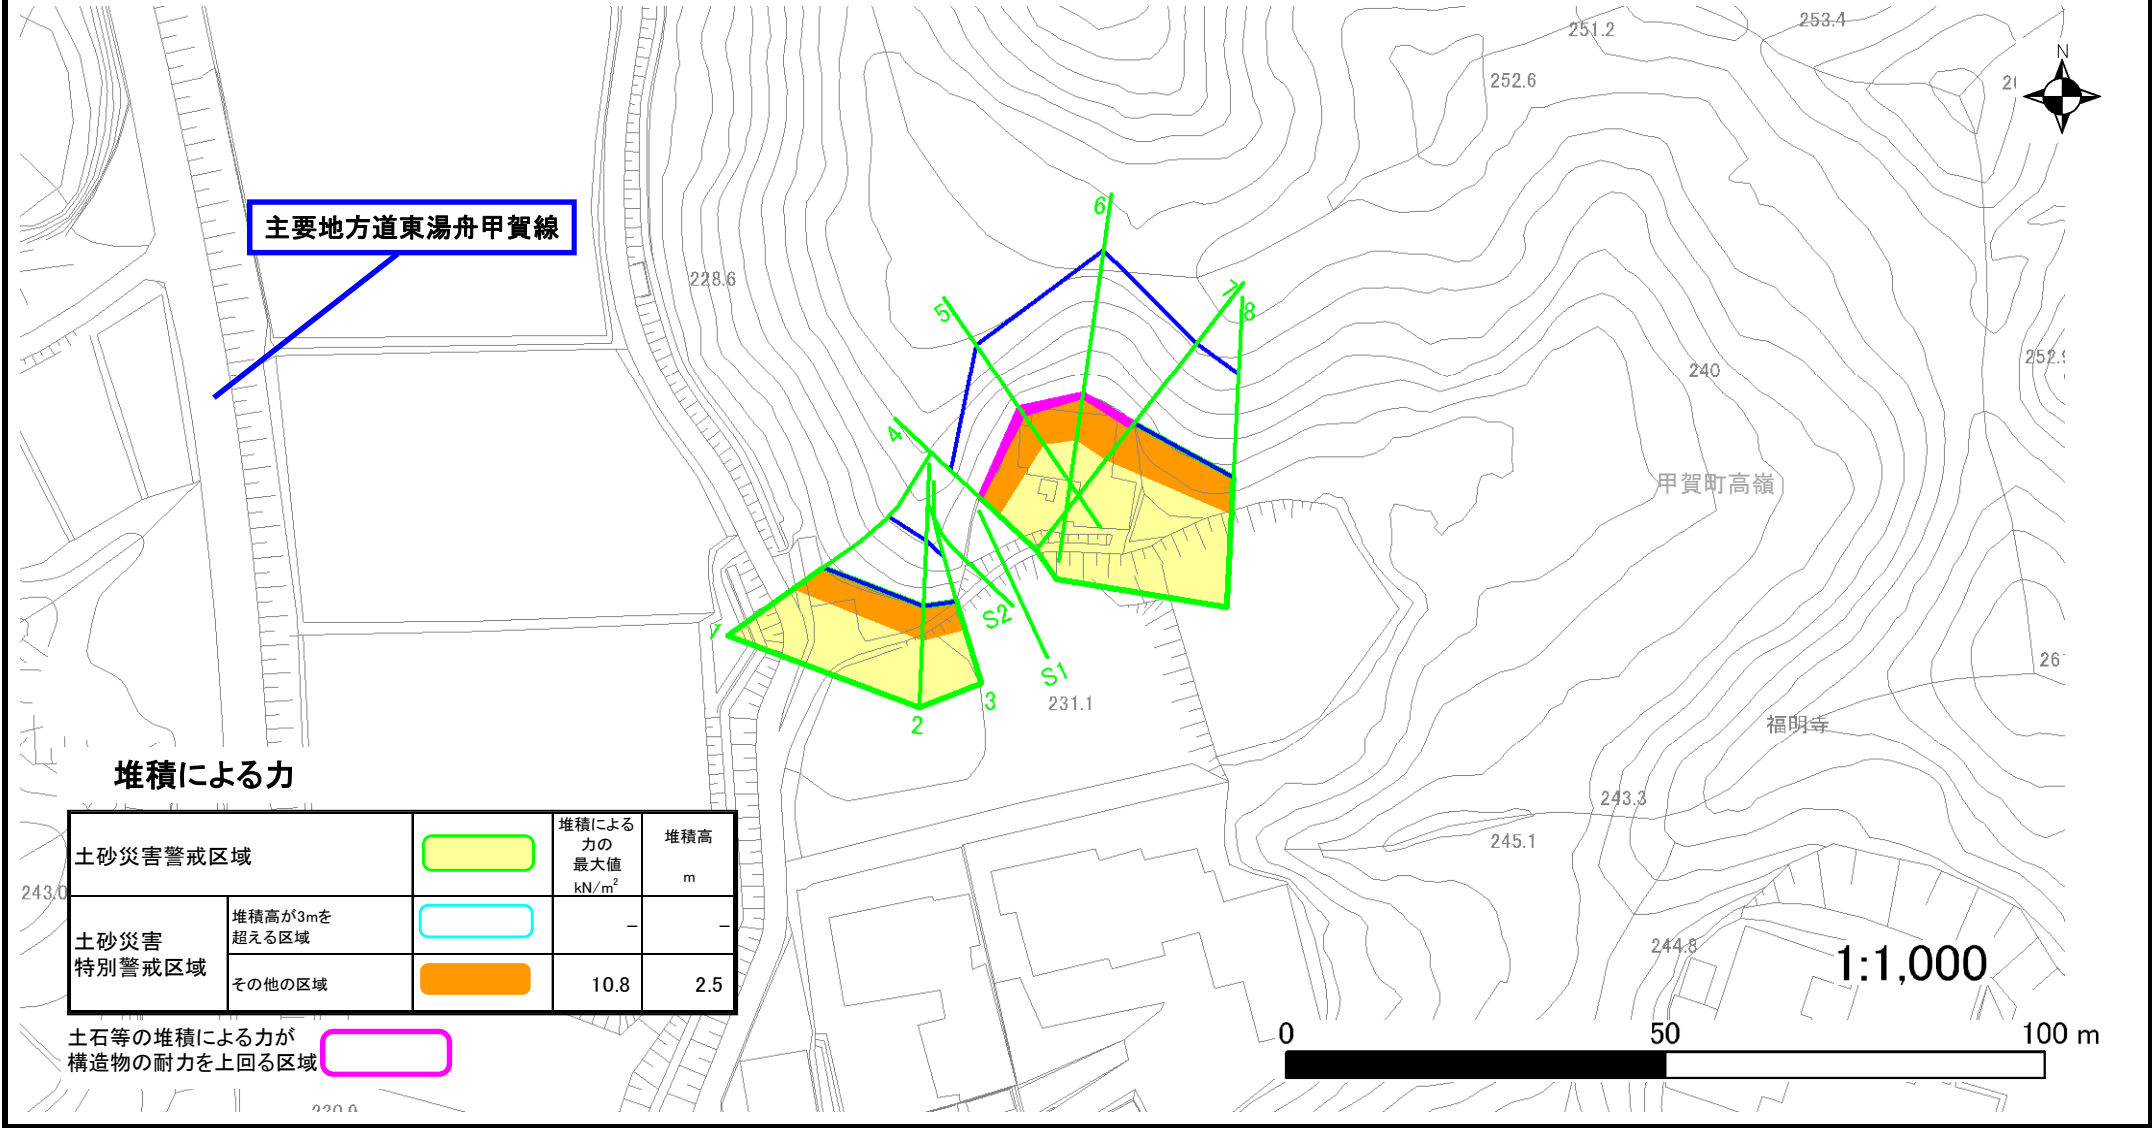 251.2
253.4
N
252.6
主要地方道東湯舟甲賀線
6
228.6
5
7
8
252.9
240
4
甲賀町高嶺
S2
1
S1
26
3
231.1
2
福明寺
堆積による力
243.3
245.1
土砂災害警戒区域
堆積による
力の
最大値
kN/m²
堆積高
m
243.0
土砂災害
特別警戒区域
堆積高が3mを
超える区域
–
–
その他の区域
10.8
2.5
244.8
1:1,000
土石等の堆積による力が
構造物の耐力を上回る区域
0
50
100 m